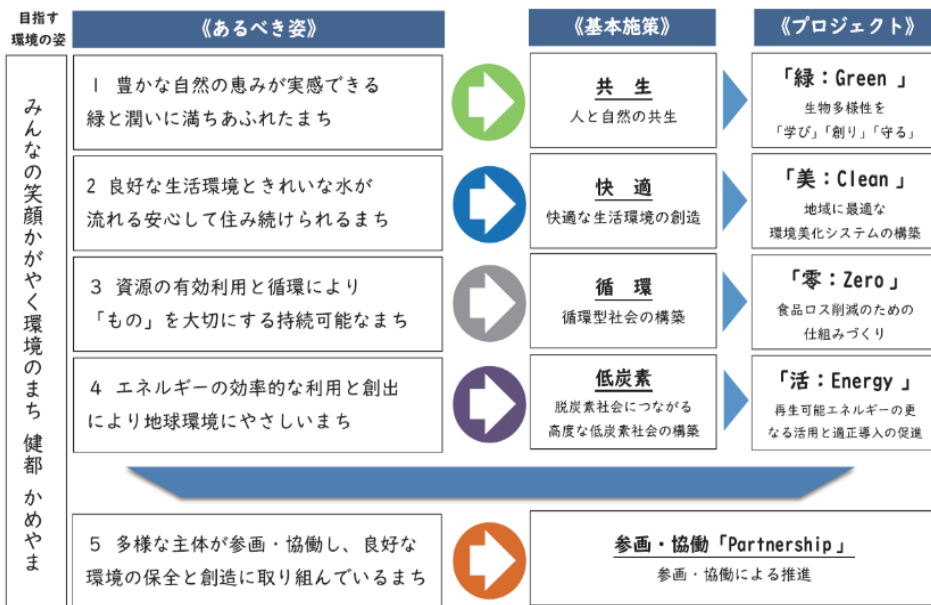 目指す
環境の姿
《あるべき姿》
《基本施策》
《プロジェクト》
みんなの笑顔かがやく環境のまち 健都 かめやま
1 豊かな自然の恵みが実感できる
緑と潤いに満ちあふれたまち
共 生
人と自然の共生
「緑：Green 」
生物多様性を
「学び」「創り」「守る」
2 良好な生活環境ときれいな水が
流れる安心して住み続けられるまち
快 適
快適な生活環境の創造
「美：Clean 」
地域に最適な
環境美化システムの構築
3 資源の有効利用と循環により
「もの」を大切にする持続可能なまち
循 環
循環型社会の構築
「零：Zero 」
食品ロス削減のための
仕組みづくり
4 エネルギーの効率的な利用と創出
により地球環境にやさしいまち
低炭素
脱炭素社会につながる
高度な低炭素社会の構築
「活：Energy 」
再生可能エネルギーの更
なる活用と適正導入の促進
5 多様な主体が参画・協働し、良好な
環境の保全と創造に取り組んでいるまち
参画・協働「Partnership 」
参画・協働による推進